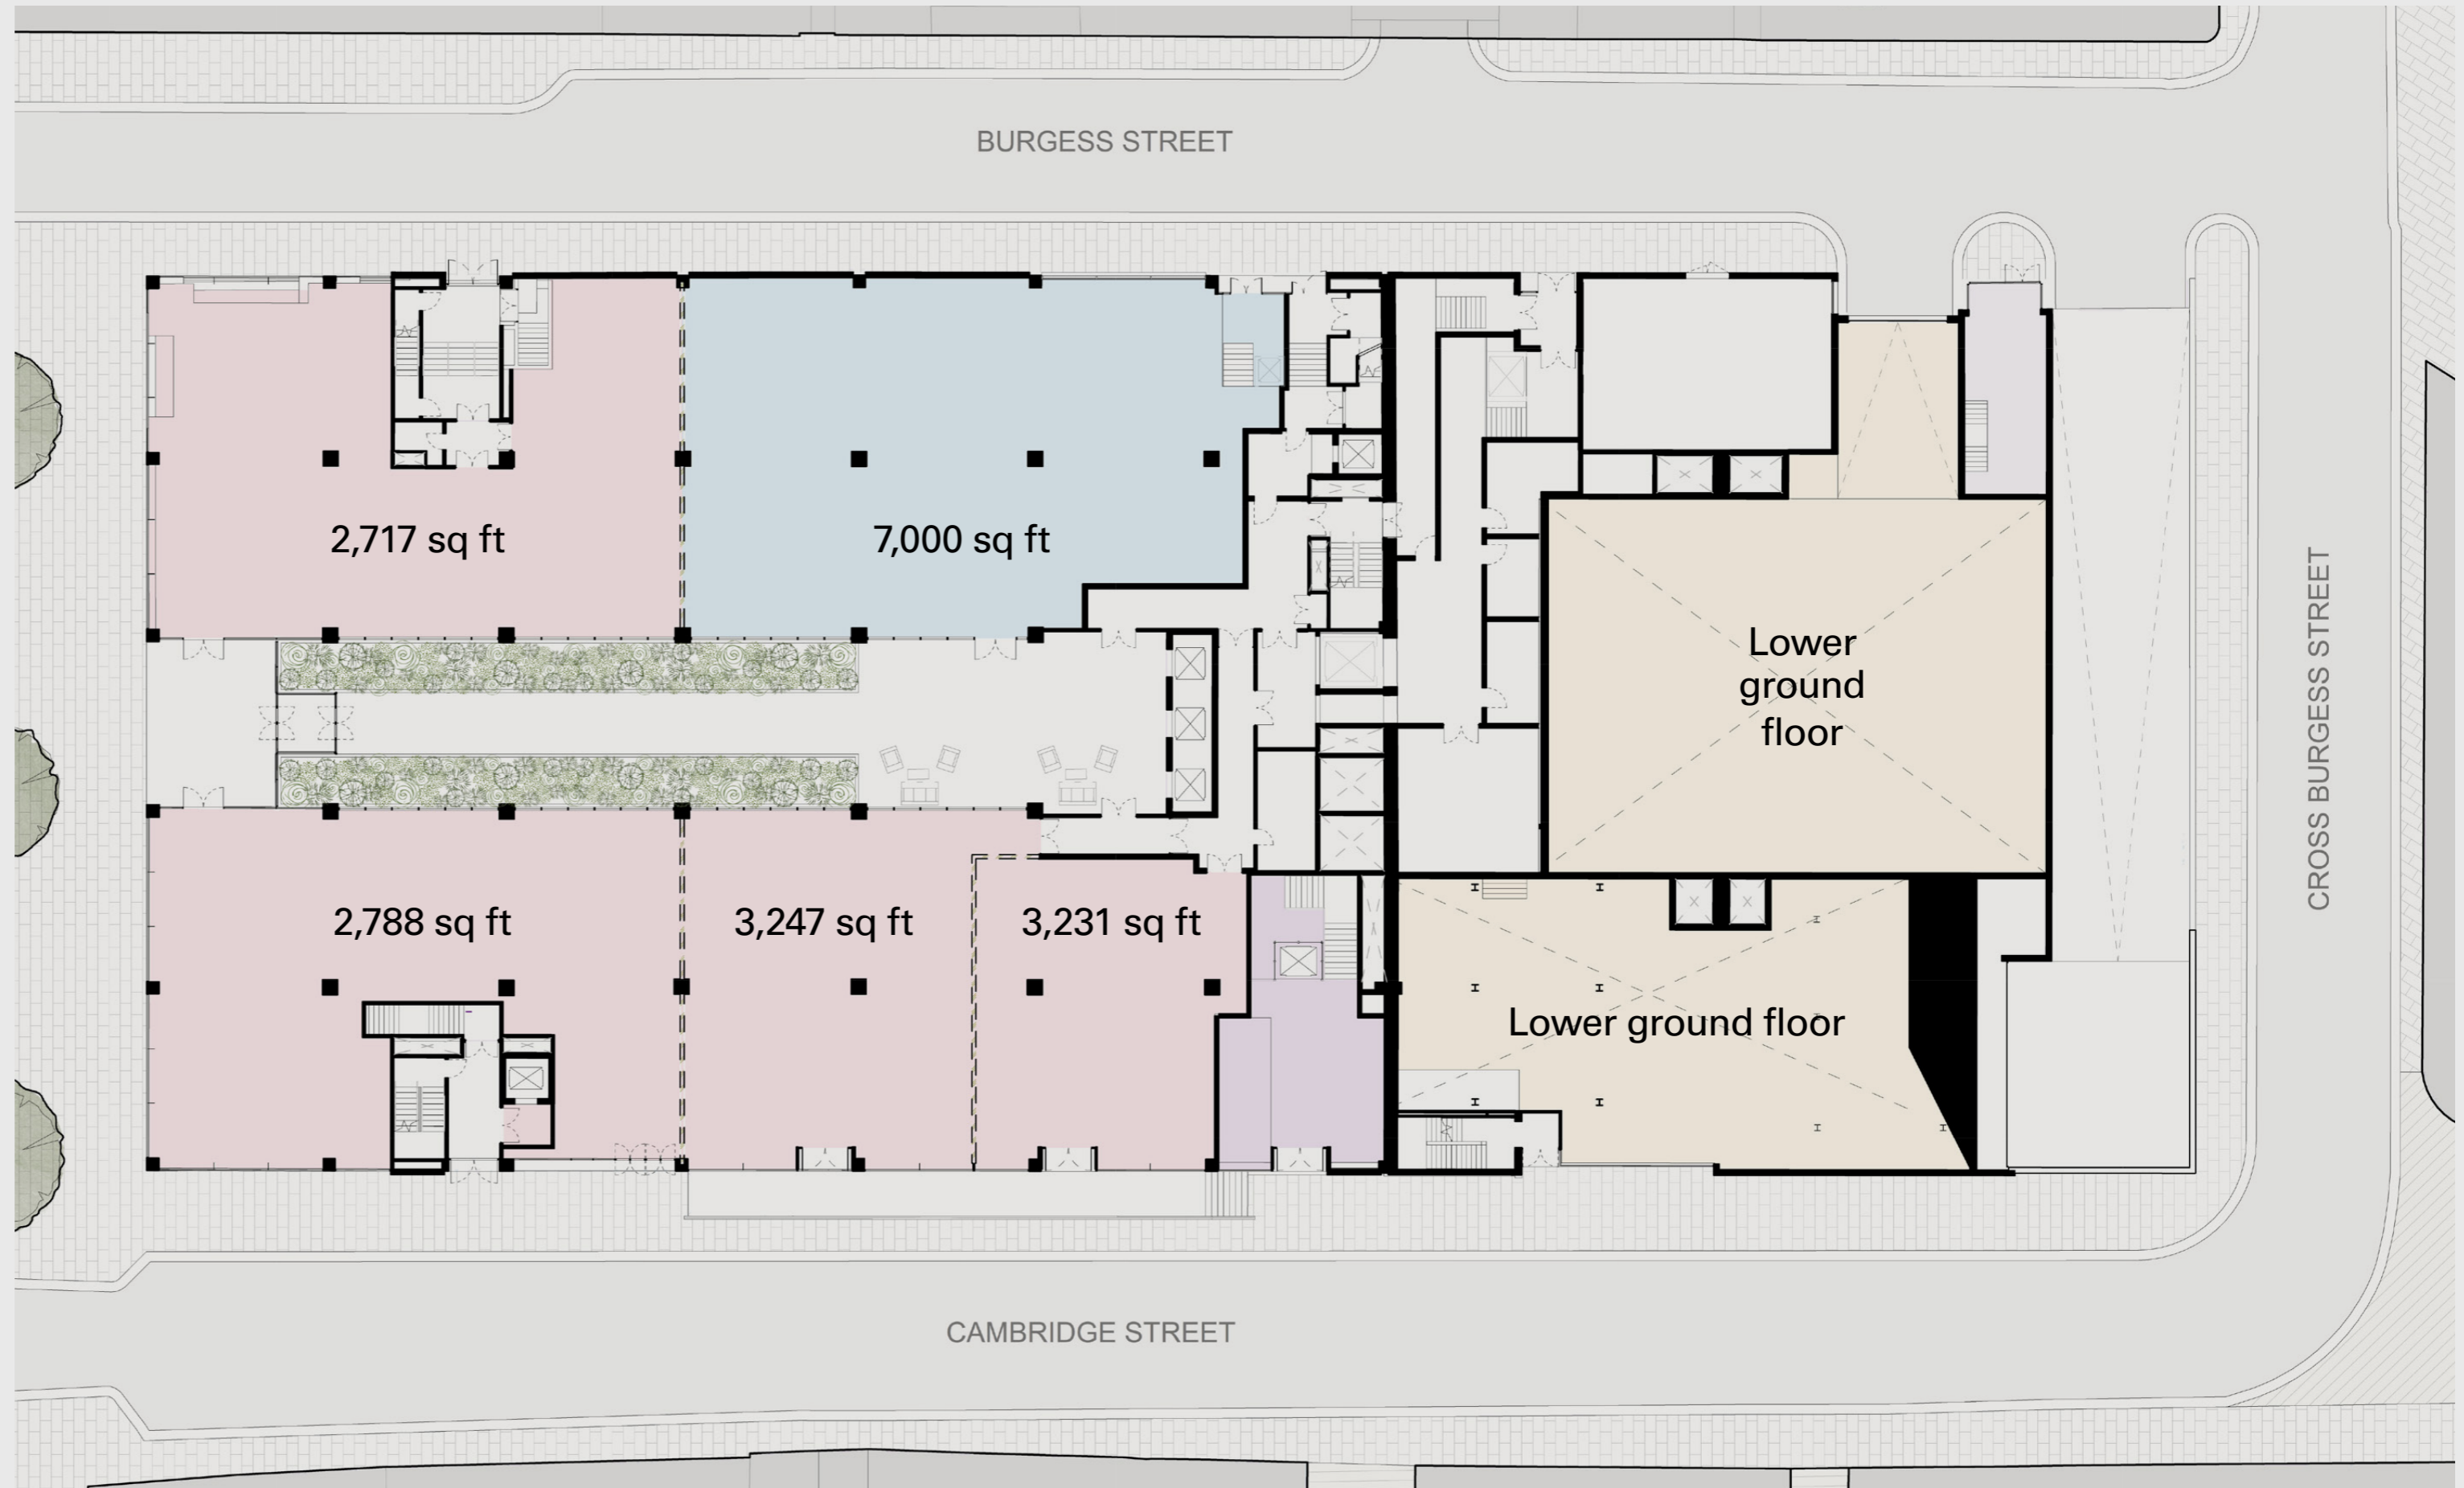 BURGESS STREET
2,717 sq ft
7,000 sq ft
Lower
ground
floor
CROSS BURGESS STREET
2,788 sq ft
3,247 sq ft
3,231 sq ft
Lower ground floor
CAMBRIDGE STREET